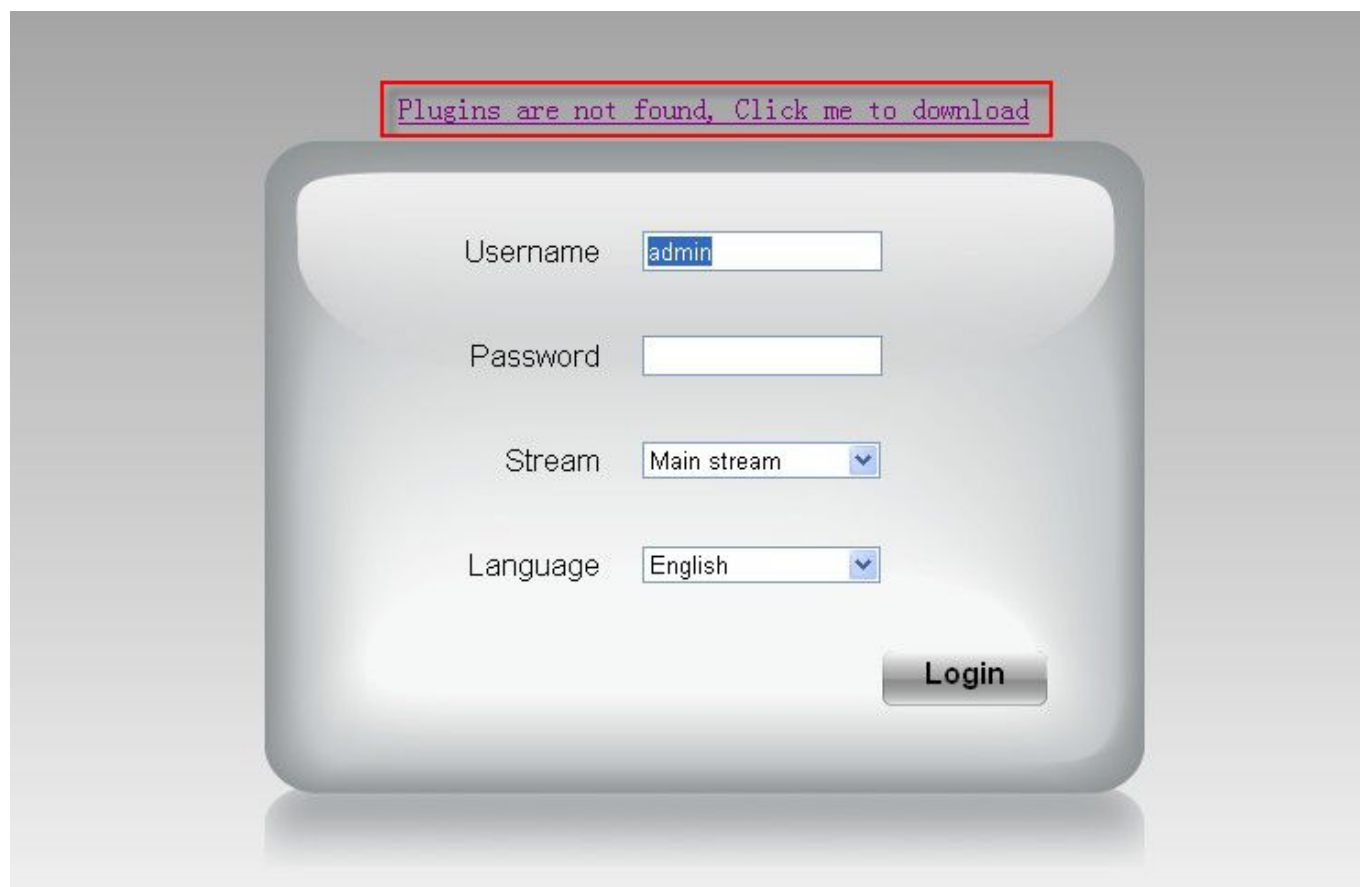 Plugins are not found, Click me to download
Username admin
Password
Stream Main stream
Language English
Login